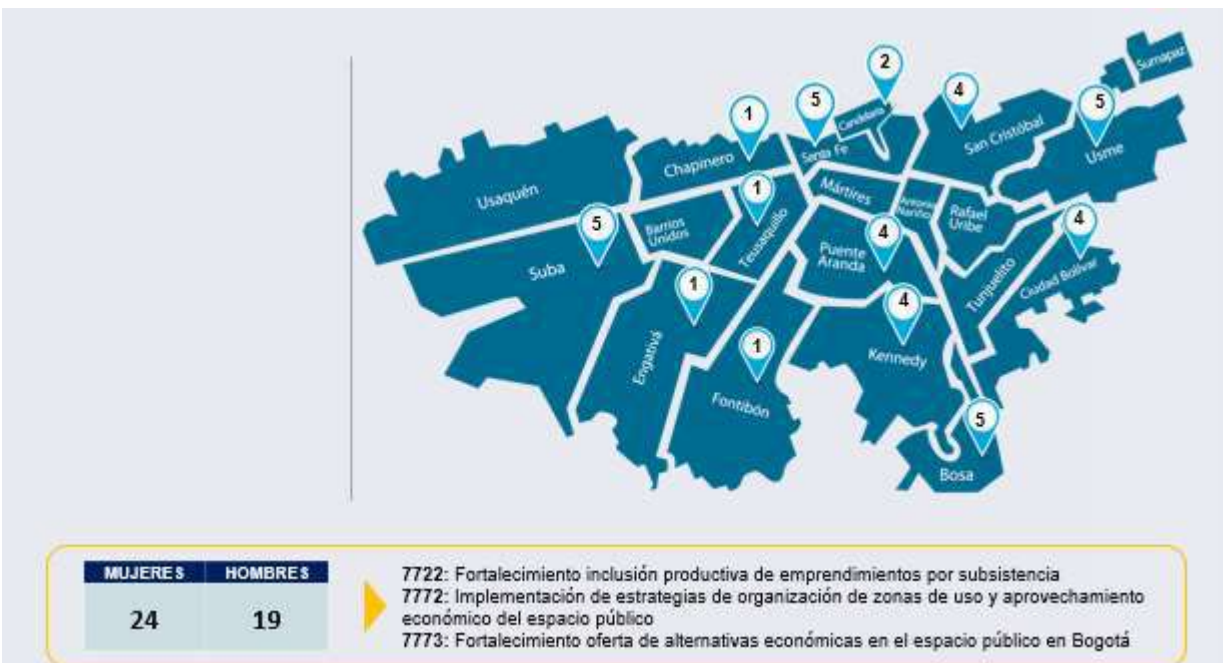 Sumapaz
2
5
4
5
1
Candelaria
San Cristóbal
Usme
Santa Fe
Chapinero
Usaquén
1
Mártires
Antonio Nariño
Rafael Uribe
5
Barrios Unidos
Teusaquillo
4
Puente Aranda
4
Suba
Tunjuelito
Ciudad Bolívar
1
4
1
Engativá
Kennedy
Fontibón
5
Bosa
MUJERES HOMBRES
24 19
7722: Fortalecimiento inclusión productiva de emprendimientos por subsistencia
7772: Implementación de estrategias de organización de zonas de uso y aprovechamiento
económico del espacio público
7773: Fortalecimiento oferta de alternativas económicas en el espacio público en Bogotá